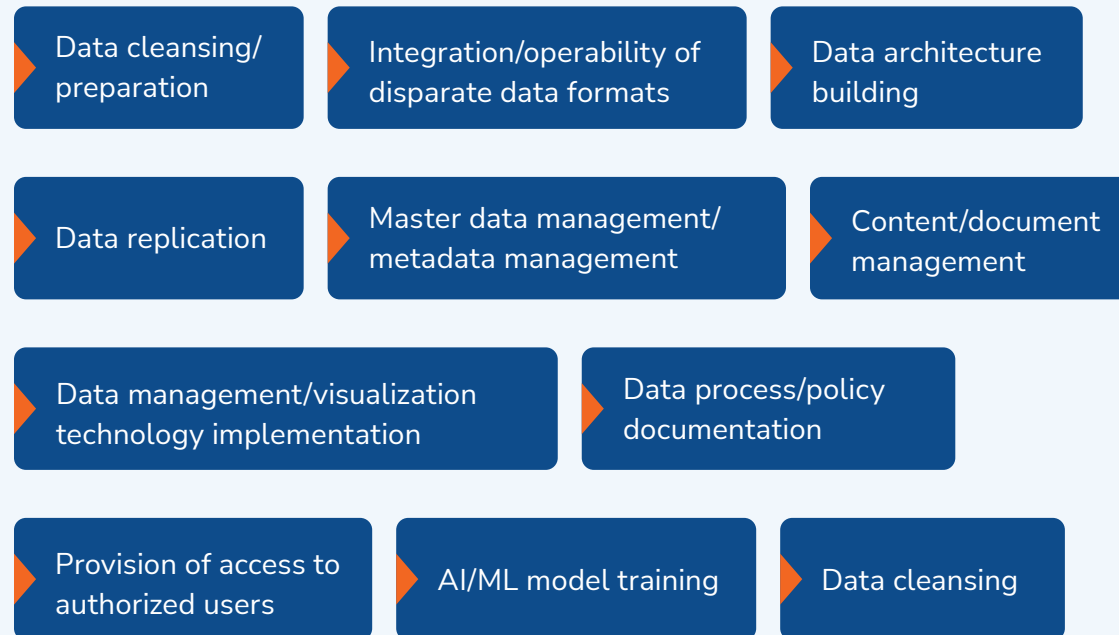 Data cleansing/
preparation
Integration/operability of
disparate data formats
Data architecture
building
Data replication
Master data management/
metadata management
Content/document
management
Data management/visualization
technology implementation
Data process/policy
documentation
Provision of access to
authorized users
AI/ML model training
Data cleansing